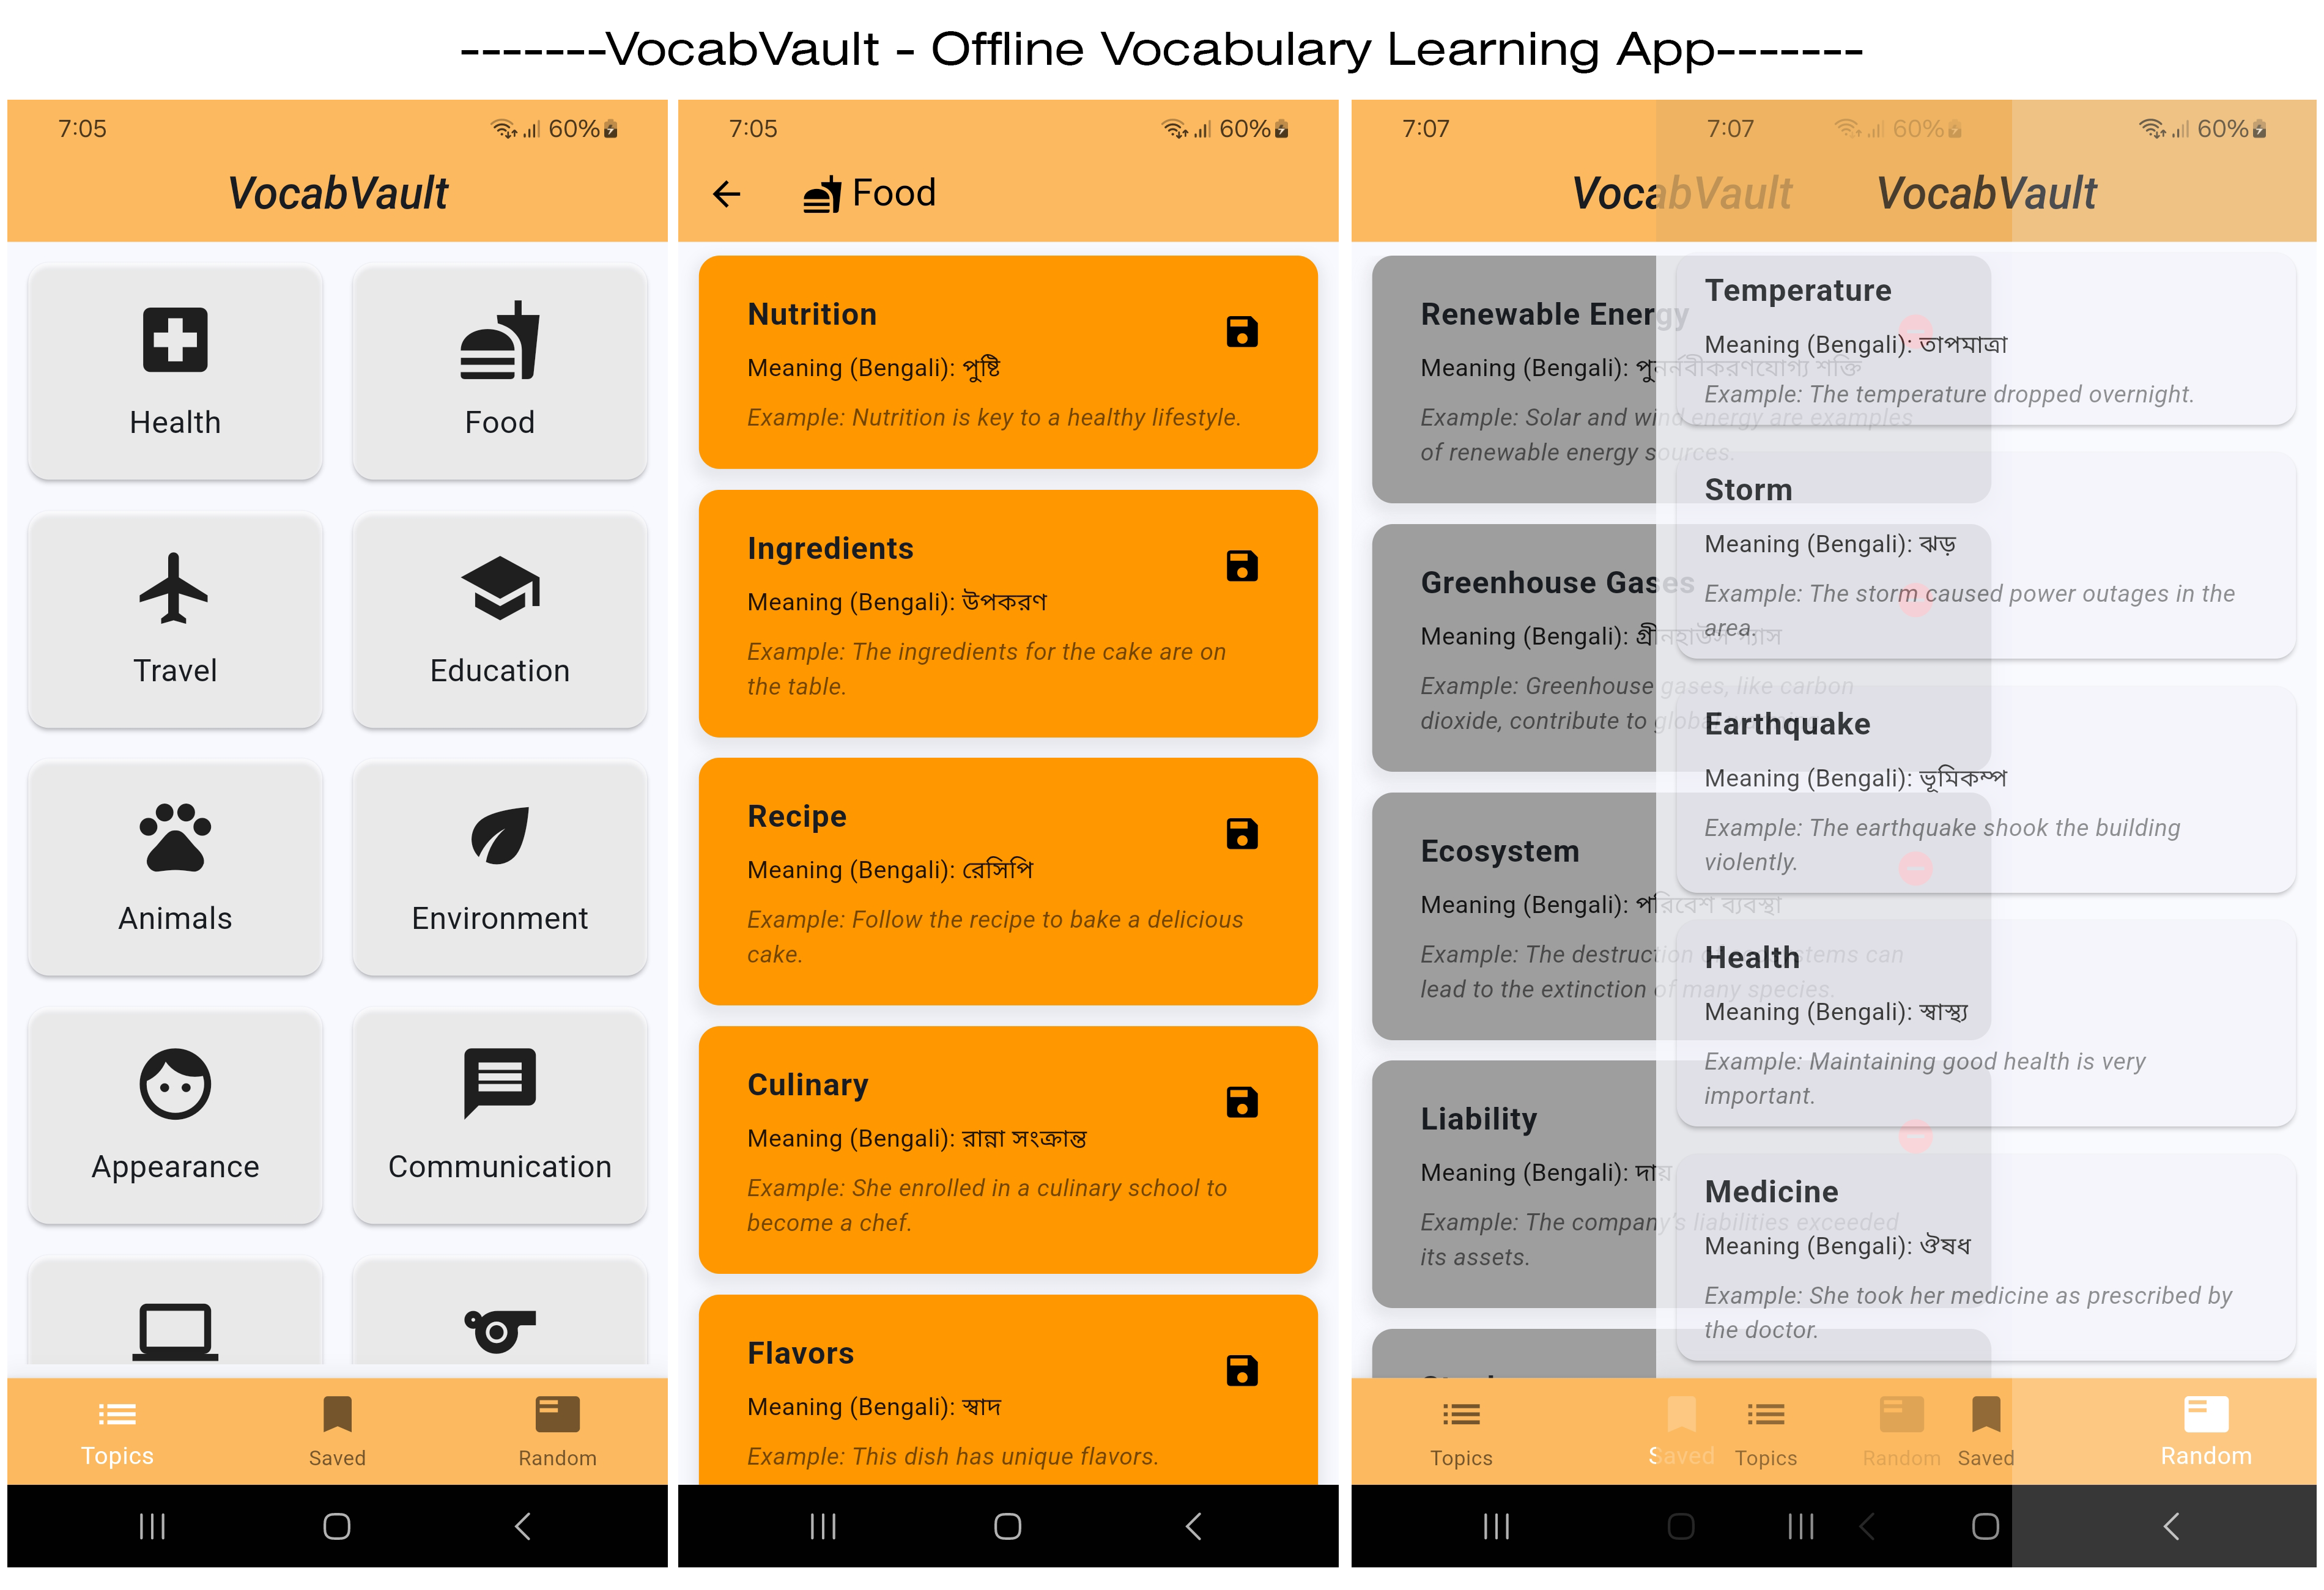 -------VocabVault - Offline Vocabulary Learning App-------
7:05
60%
VocabVault
Health
Food
Travel
Education
Animals
Environment
Appearance
Communication
Topics
Saved
Random
7:05
60%
Food
Nutrition
Meaning (Bengali): পুষ্টি
Example: Nutrition is key to a healthy lifestyle.
Ingredients
Meaning (Bengali): উপকরণ
Example: The ingredients for the cake are on
the table.
Recipe
Meaning (Bengali): রেসিপি
Example: Follow the recipe to bake a delicious
cake.
Culinary
Meaning (Bengali): রান্না সংক্রান্ত
Example: She enrolled in a culinary school to
become a chef.
Flavors
Meaning (Bengali): স্বাদ
Example: This dish has unique flavors.
7:07
60%
VocabVault
Renewable Energy
Meaning (Bengali): পুনর্নবীকরণযোগ্য শক্তি
Example: Solar and wind energy are examples
of renewable energy sources.
Greenhouse Gases
Meaning (Bengali): গ্রীনহাউস গ্যাস
Example: Greenhouse gases, like carbon
dioxide, contribute to global
Ecosystem
Meaning (Bengali): পরিবেশ ব্যবস্থা
Example: The destruction of ecosystems can
lead to the extinction of many species.
Liability
Meaning (Bengali): দায়
Example: The company's liabilities exceeded
its assets.
Topics
Saved
Random
7:07
60%
VocabVault
Temperature
Meaning (Bengali): তাপমাত্রা
Example: The temperature dropped overnight.
Storm
Meaning (Bengali): ঝড়
Example: The storm caused power outages in the
area.
Earthquake
Meaning (Bengali): ভূমিকম্প
Example: The earthquake shook the building
violently.
Health
Meaning (Bengali): স্বাস্থ্য
Example: Maintaining good health is very
important.
Medicine
Meaning (Bengali): ঔষধ
Example: She took her medicine as prescribed by
the doctor.
Topics
Saved
Random